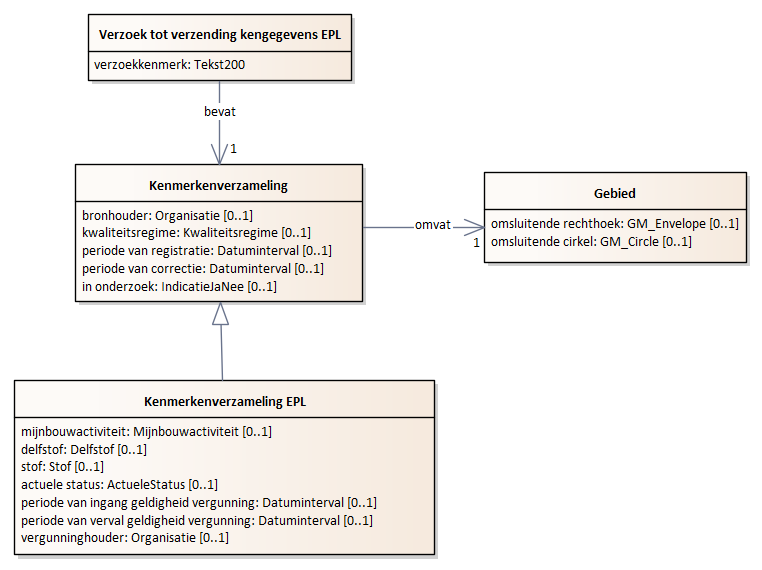 Verzoek tot verzending kengegevens EPL
verzoekkenmerk: Tekst200
bevat
1
Kenmerkenverzameling
bronhouder: Organisatie [0..1]
kwaliteitsregime: Kwaliteitsregime [0..1]
periode van registratie: Datuminterval [0..1]
periode van correctie: Datuminterval [0..1]
in onderzoek: IndicatieJaNee [0..1]
omvat
1
Gebied
omsluitende rechthoek: GM_Envelope [0..1]
omsluitende cirkel: GM_Circle [0..1]
Kenmerkenverzameling EPL
mijnbouwactiviteit: Mijnbouwactiviteit [0..1]
delfstof: Delfstof [0..1]
stof: Stof [0..1]
actuele status: ActueleStatus [0..1]
periode van ingang geldigheid vergunning: Datuminterval [0..1]
periode van verval geldigheid vergunning: Datuminterval [0..1]
vergunninghouder: Organisatie [0..1]